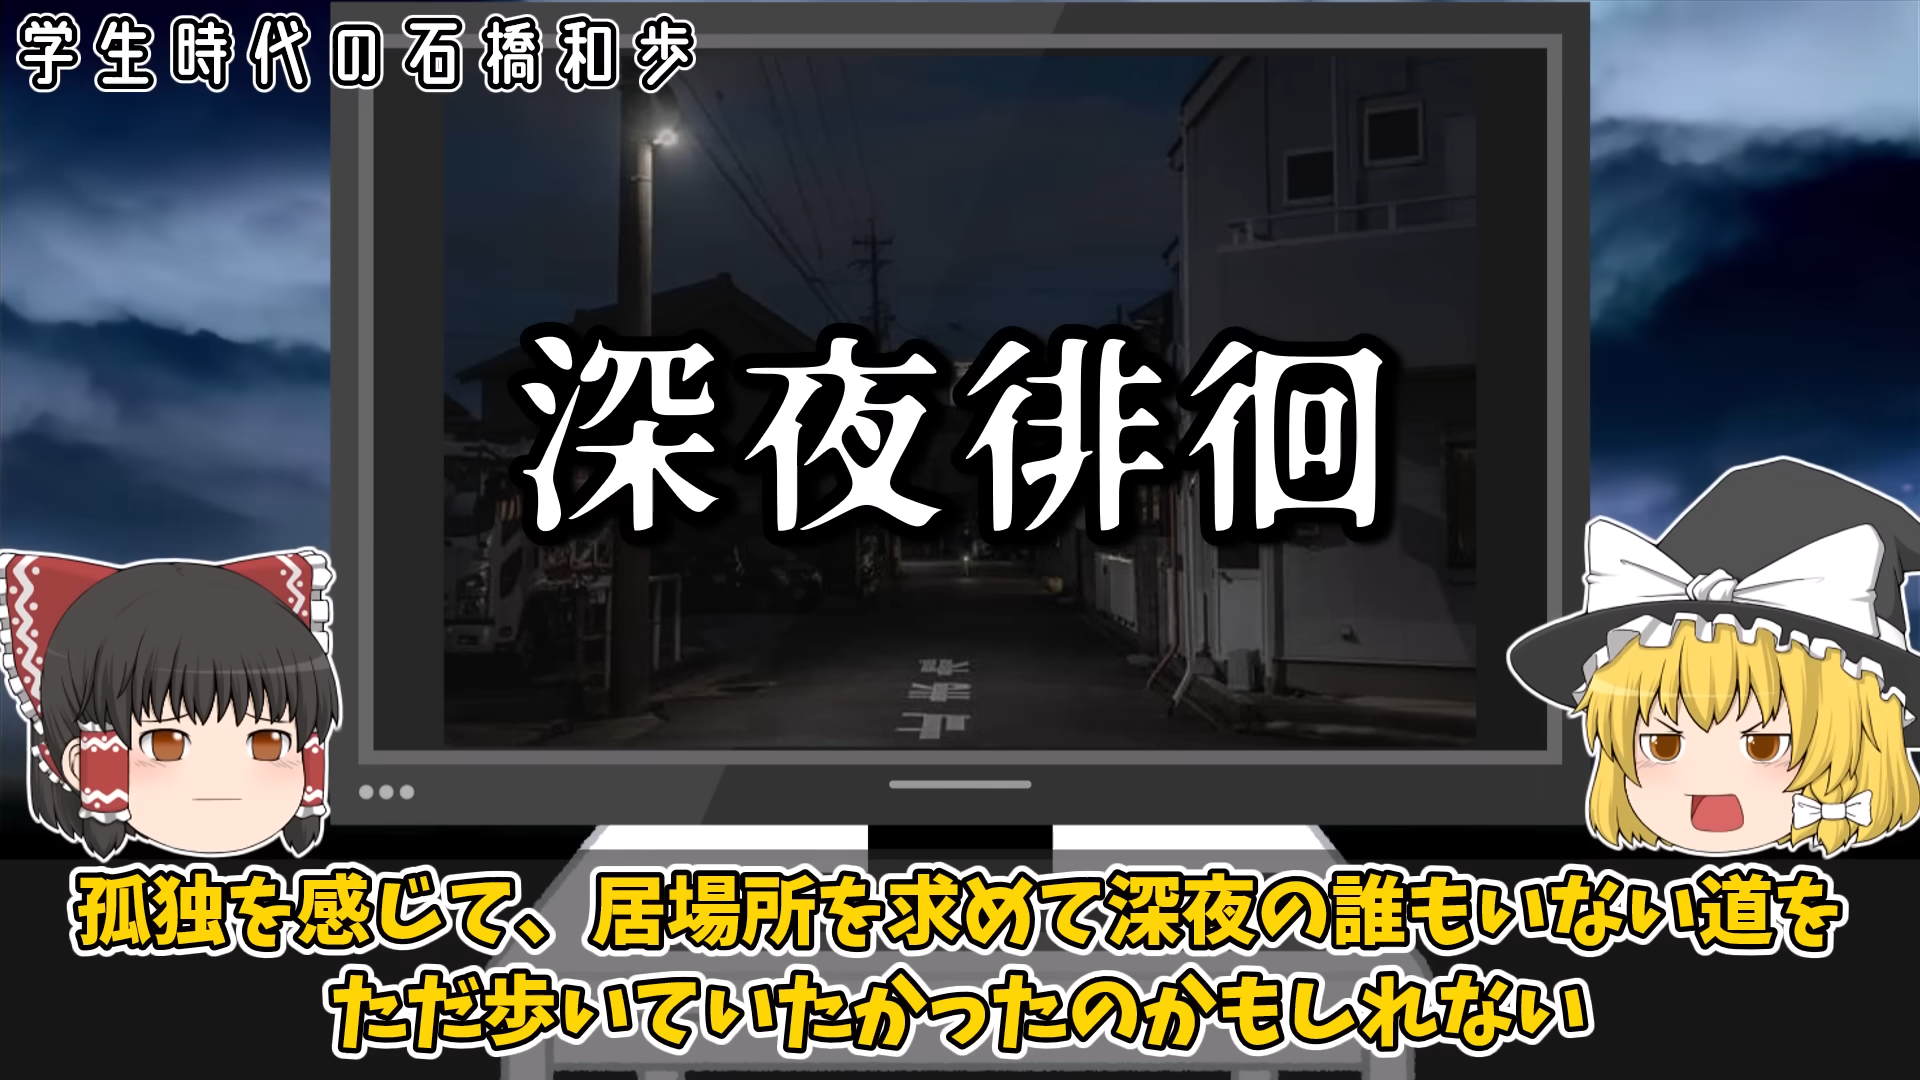 学生時代の石橋和歩
深夜徘徊
孤独を感じて、居場所を求めて深夜の誰もいない道を
ただ歩いていたかったのかもしれない